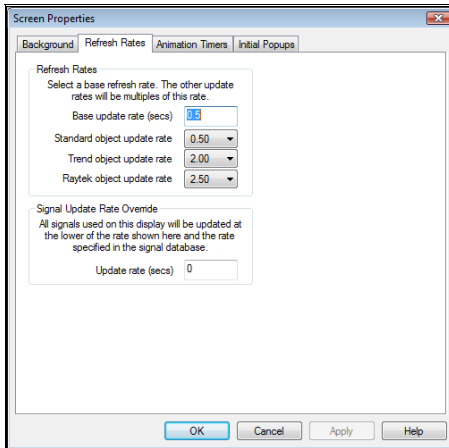 Screen Properties
Background
Refresh Rates
Animation Timers
Initial Popups
Refresh Rates
Select a base refresh rate. The other update
rates will be multiples of this rate.
Base update rate (secs)
0.5
Standard object update rate
0.50
Trend object update rate
2.00
Raytek object update rate
2.50
Signal Update Rate Override
All signals used on this display will be updated at
the lower of the rate shown here and the rate
specified in the signal database.
Update rate (secs)
0
OK
Cancel
Apply
Help